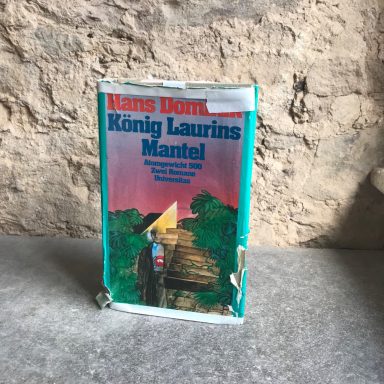 Hans Dominik
König Laurins
Mantel
Atomgewicht 500
Zwei Romane
Universitas